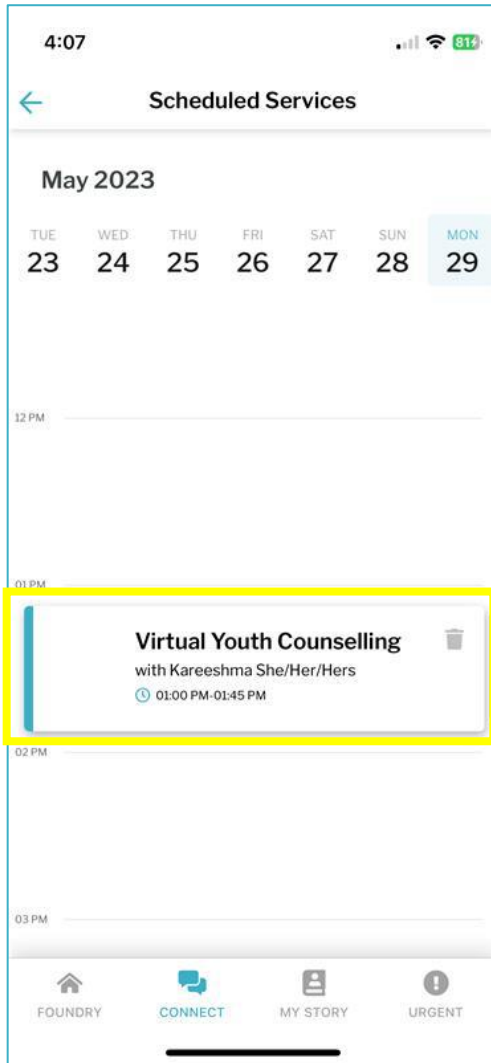 4:07
81
Scheduled Services
May 2023
TUE WED THU FRI SAT SUN MON
23 24 25 26 27 28 29
12 PM
01 PM
Virtual Youth Counselling
with Kareeshma She/Her/Hers
01:00 PM-01:45 PM
02 PM
03 PM
FOUNDRY CONNECT MY STORY URGENT